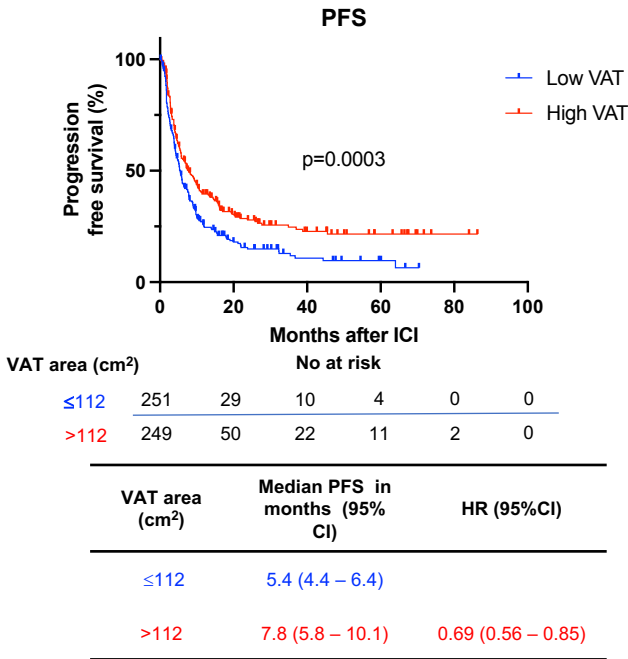 PFS
Low VAT
High VAT
p=0.0003
Progression
free survival (%)
100
50
0
0 20 40 60 80 100
Months after ICI
VAT area (cm²) No at risk
≤112 251 29 10 4 0 0
>112 249 50 22 11 2 0
VAT area (cm²) Median PFS in months (95% CI) HR (95%CI)
≤112 5.4 (4.4 – 6.4)
>112 7.8 (5.8 – 10.1) 0.69 (0.56 – 0.85)